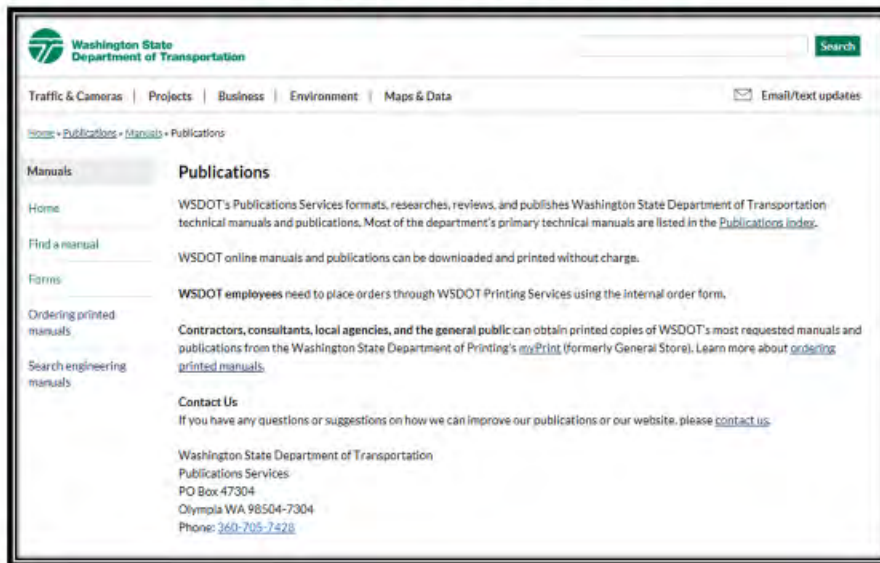 Washington State
Department of Transportation
Search
Traffic & Cameras | Projects | Business | Environment | Maps & Data
Email/text updates
Home » Publications » Manuals » Publications
Manuals
Home
Find a manual
Forms
Ordering printed
manuals
Search engineering
manuals
Publications
WSDOT's Publications Services formats, researches, reviews, and publishes Washington State Department of Transportation
technical manuals and publications. Most of the department's primary technical manuals are listed in the Publications Index.
WSDOT online manuals and publications can be downloaded and printed without charge.
WSDOT employees need to place orders through WSDOT Printing Services using the internal order form.
Contractors, consultants, local agencies, and the general public can obtain printed copies of WSDOT's most requested manuals and
publications from the Washington State Department of Printing's myPrint (formerly General Store). Learn more about ordering
printed manuals.
Contact Us
If you have any questions or suggestions on how we can improve our publications or our website, please contact us.
Washington State Department of Transportation
Publications Services
PO Box 47304
Olympia WA 98504-7304
Phone: 360-705-7428